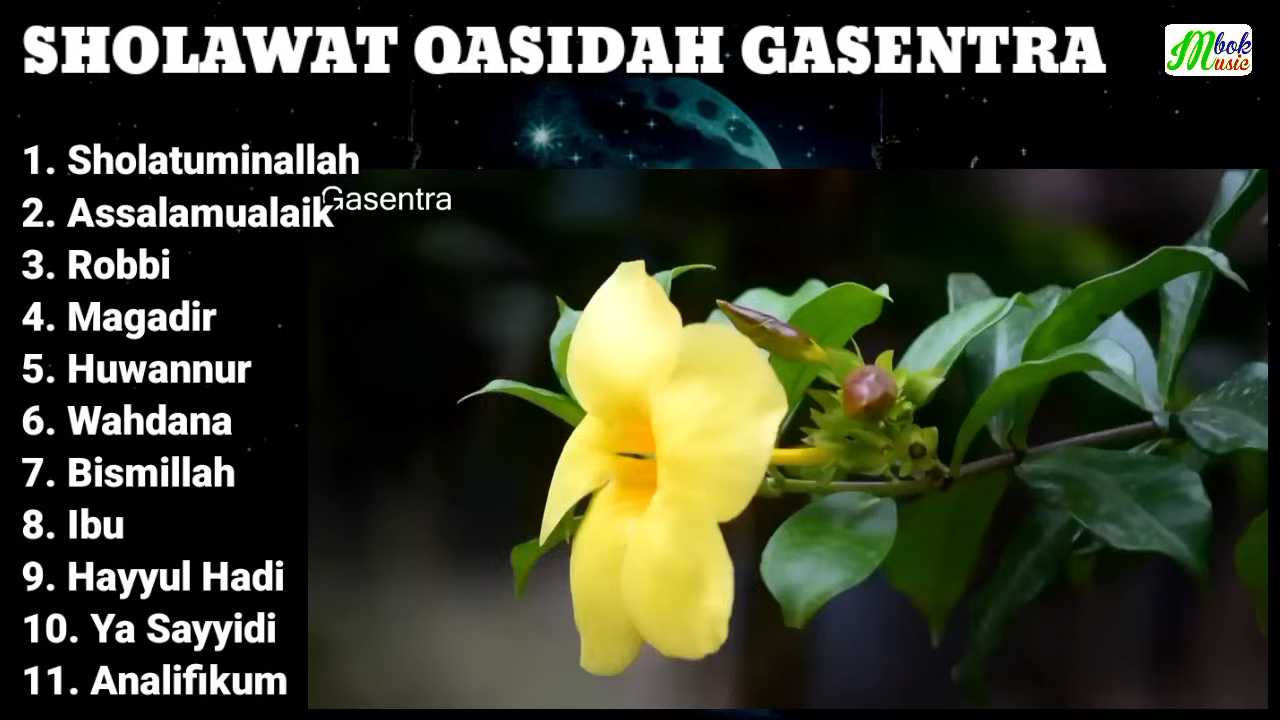 SHOLAWAT QASIDAH GASENTRA
Mbok
Music
1. Sholatuminallah
2. Assalamualaik
Gasentra
3. Robbi
4. Magadir
5. Huwannur
6. Wahdana
7. Bismillah
8. Ibu
9. Hayyul Hadi
10. Ya Sayyidi
11. Analifikum